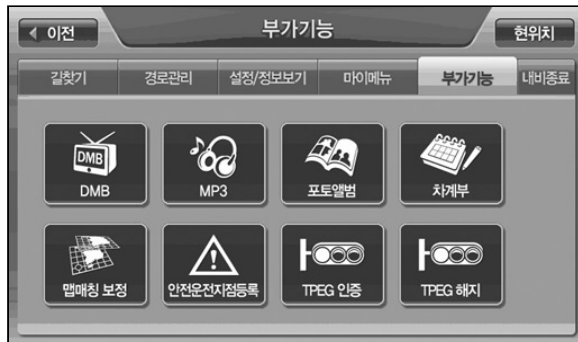 이전 부가기능 현위치
길찾기 경로관리 설정/정보보기 마이메뉴 부가기능 내비종료
DMB
DMB MP3 포토앨범 차계부
맵매칭 보정 안전운전지점등록 TPEG 인증 TPEG 해지